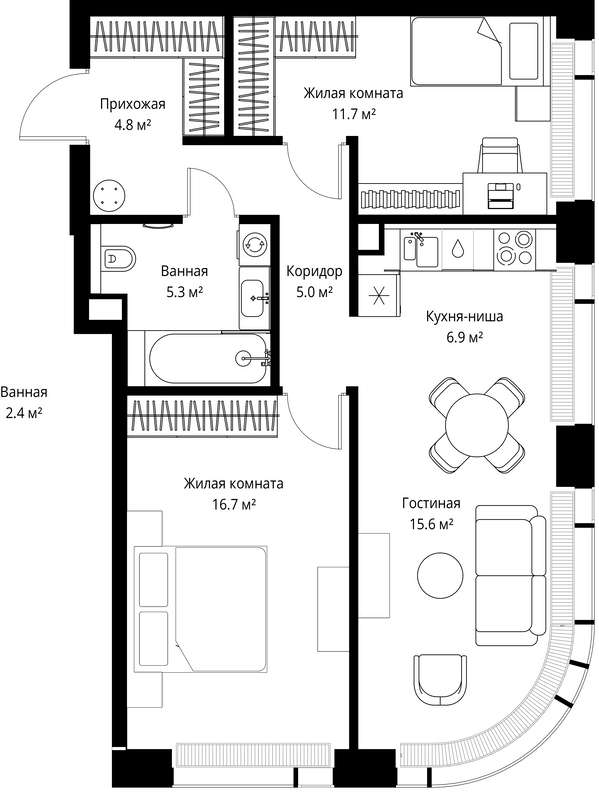 Жилая комната
11.7 м²
Прихожая
4.8 м²
Ванная
5.3 м²
Коридор
5.0 м²
Кухня-ниша
6.9 м²
Ванная
2.4 м²
Жилая комната
16.7 м²
Гостиная
15.6 м²